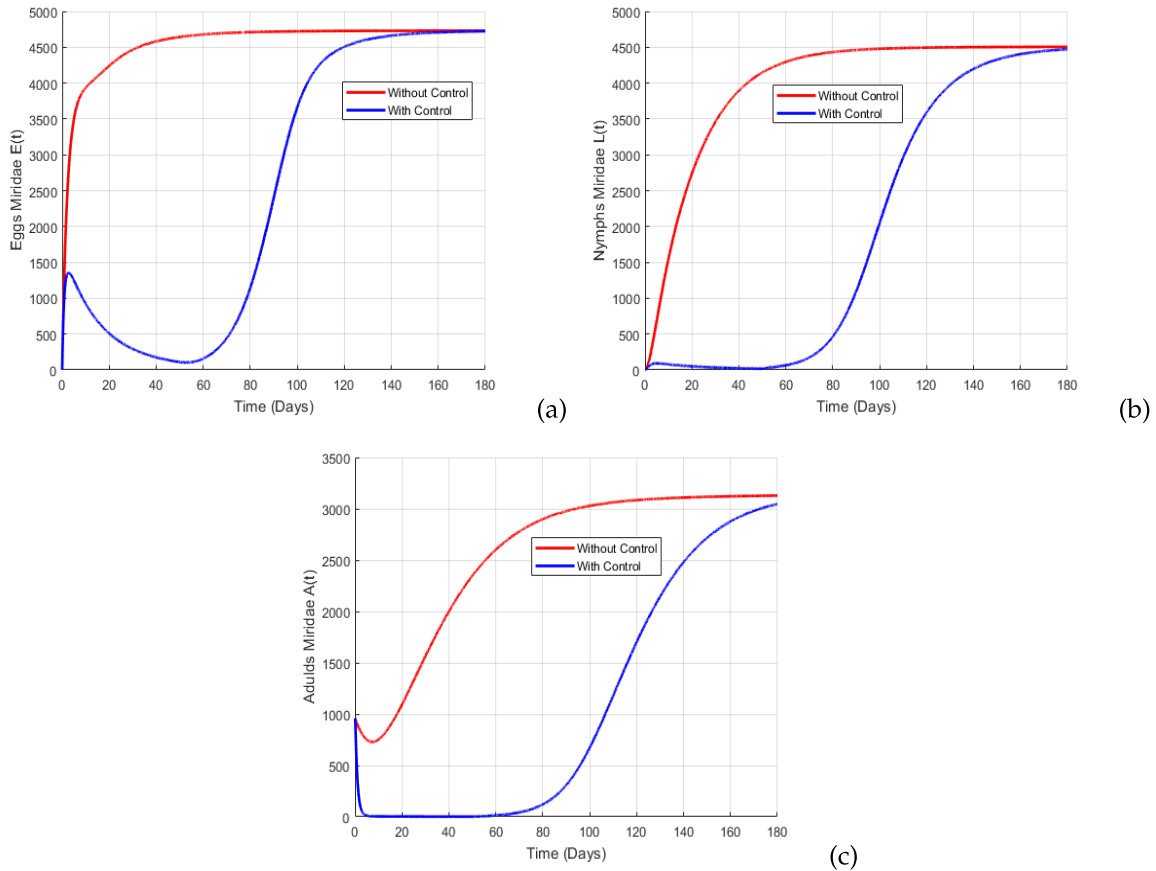 5000
4500
4000
3500
3000
2500
2000
1500
1000
500
0
Eggs Miridae E(t)
Without Control
With Control
0 20 40 60 80 100 120 140 160 180
Time (Days)
(a)
5000
4500
4000
3500
3000
2500
2000
1500
1000
500
0
Nymphs Miridae L(t)
Without Control
With Control
0 20 40 60 80 100 120 140 160 180
Time (Days)
(b)
3500
3000
2500
2000
1500
1000
500
0
Adulds Miridae A(t)
Without Control
With Control
0 20 40 60 80 100 120 140 160 180
Time (Days)
(c)